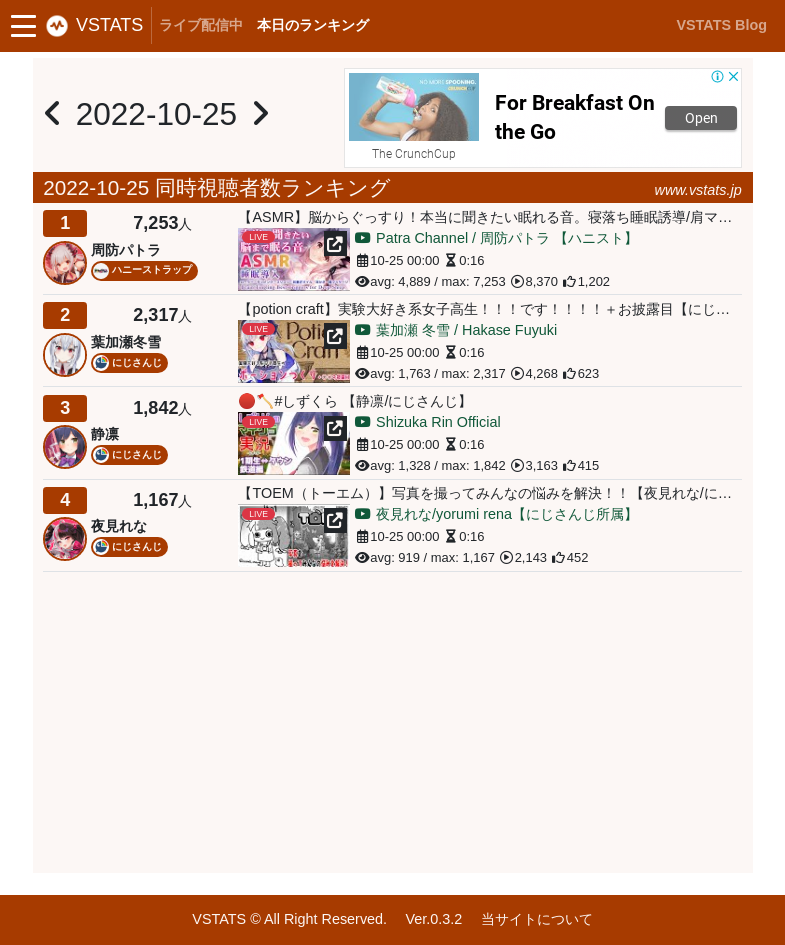 VSTATS ライブ配信中 本日のランキング VSTATS Blog
2022-10-25
NO MORE SPOONING.
For Breakfast On
the Go
Open
The CrunchCup
2022-10-25 同時視聴者数ランキング www.vstats.jp
1 7,253人
周防パトラ
ハニーストラップ
【ASMR】脳からぐっすり！本当に聞きたい眠れる音。寝落ち睡眠誘導/肩マ…
LIVE
ASMR
睡眠導入
Patra Channel / 周防パトラ 【ハニスト】
10-25 00:00 0:16
avg: 4,889 / max: 7,253 8,370 1,202
2 2,317人
葉加瀬冬雪
にじさんじ
【potion craft】実験大好き系女子高生！！！です！！！！＋お披露目【にじ…
LIVE
葉加瀬 冬雪 / Hakase Fuyuki
10-25 00:00 0:16
avg: 1,763 / max: 2,317 4,268 623
3 1,842人
静凛
にじさんじ
#しずくら 【静凛/にじさんじ】
LIVE
実況
Shizuka Rin Official
10-25 00:00 0:16
avg: 1,328 / max: 1,842 3,163 415
4 1,167人
夜見れな
にじさんじ
【TOEM（トーエム）】写真を撮ってみんなの悩みを解決！！【夜見れな/に…
LIVE
夜見れな/yorumi rena【にじさんじ所属】
10-25 00:00 0:16
avg: 919 / max: 1,167 2,143 452
VSTATS © All Right Reserved. Ver.0.3.2 当サイトについて